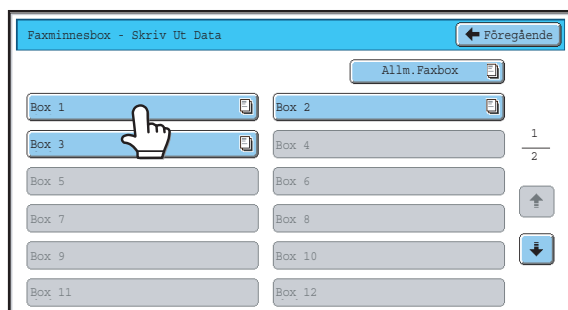 Faxminnesbox - Skriv Ut Data
Föregående
Allm.Faxbox
Box 1
Box 2
Box 3
Box 4
Box 5
Box 6
Box 7
Box 8
Box 9
Box 10
Box 11
Box 12
1
2